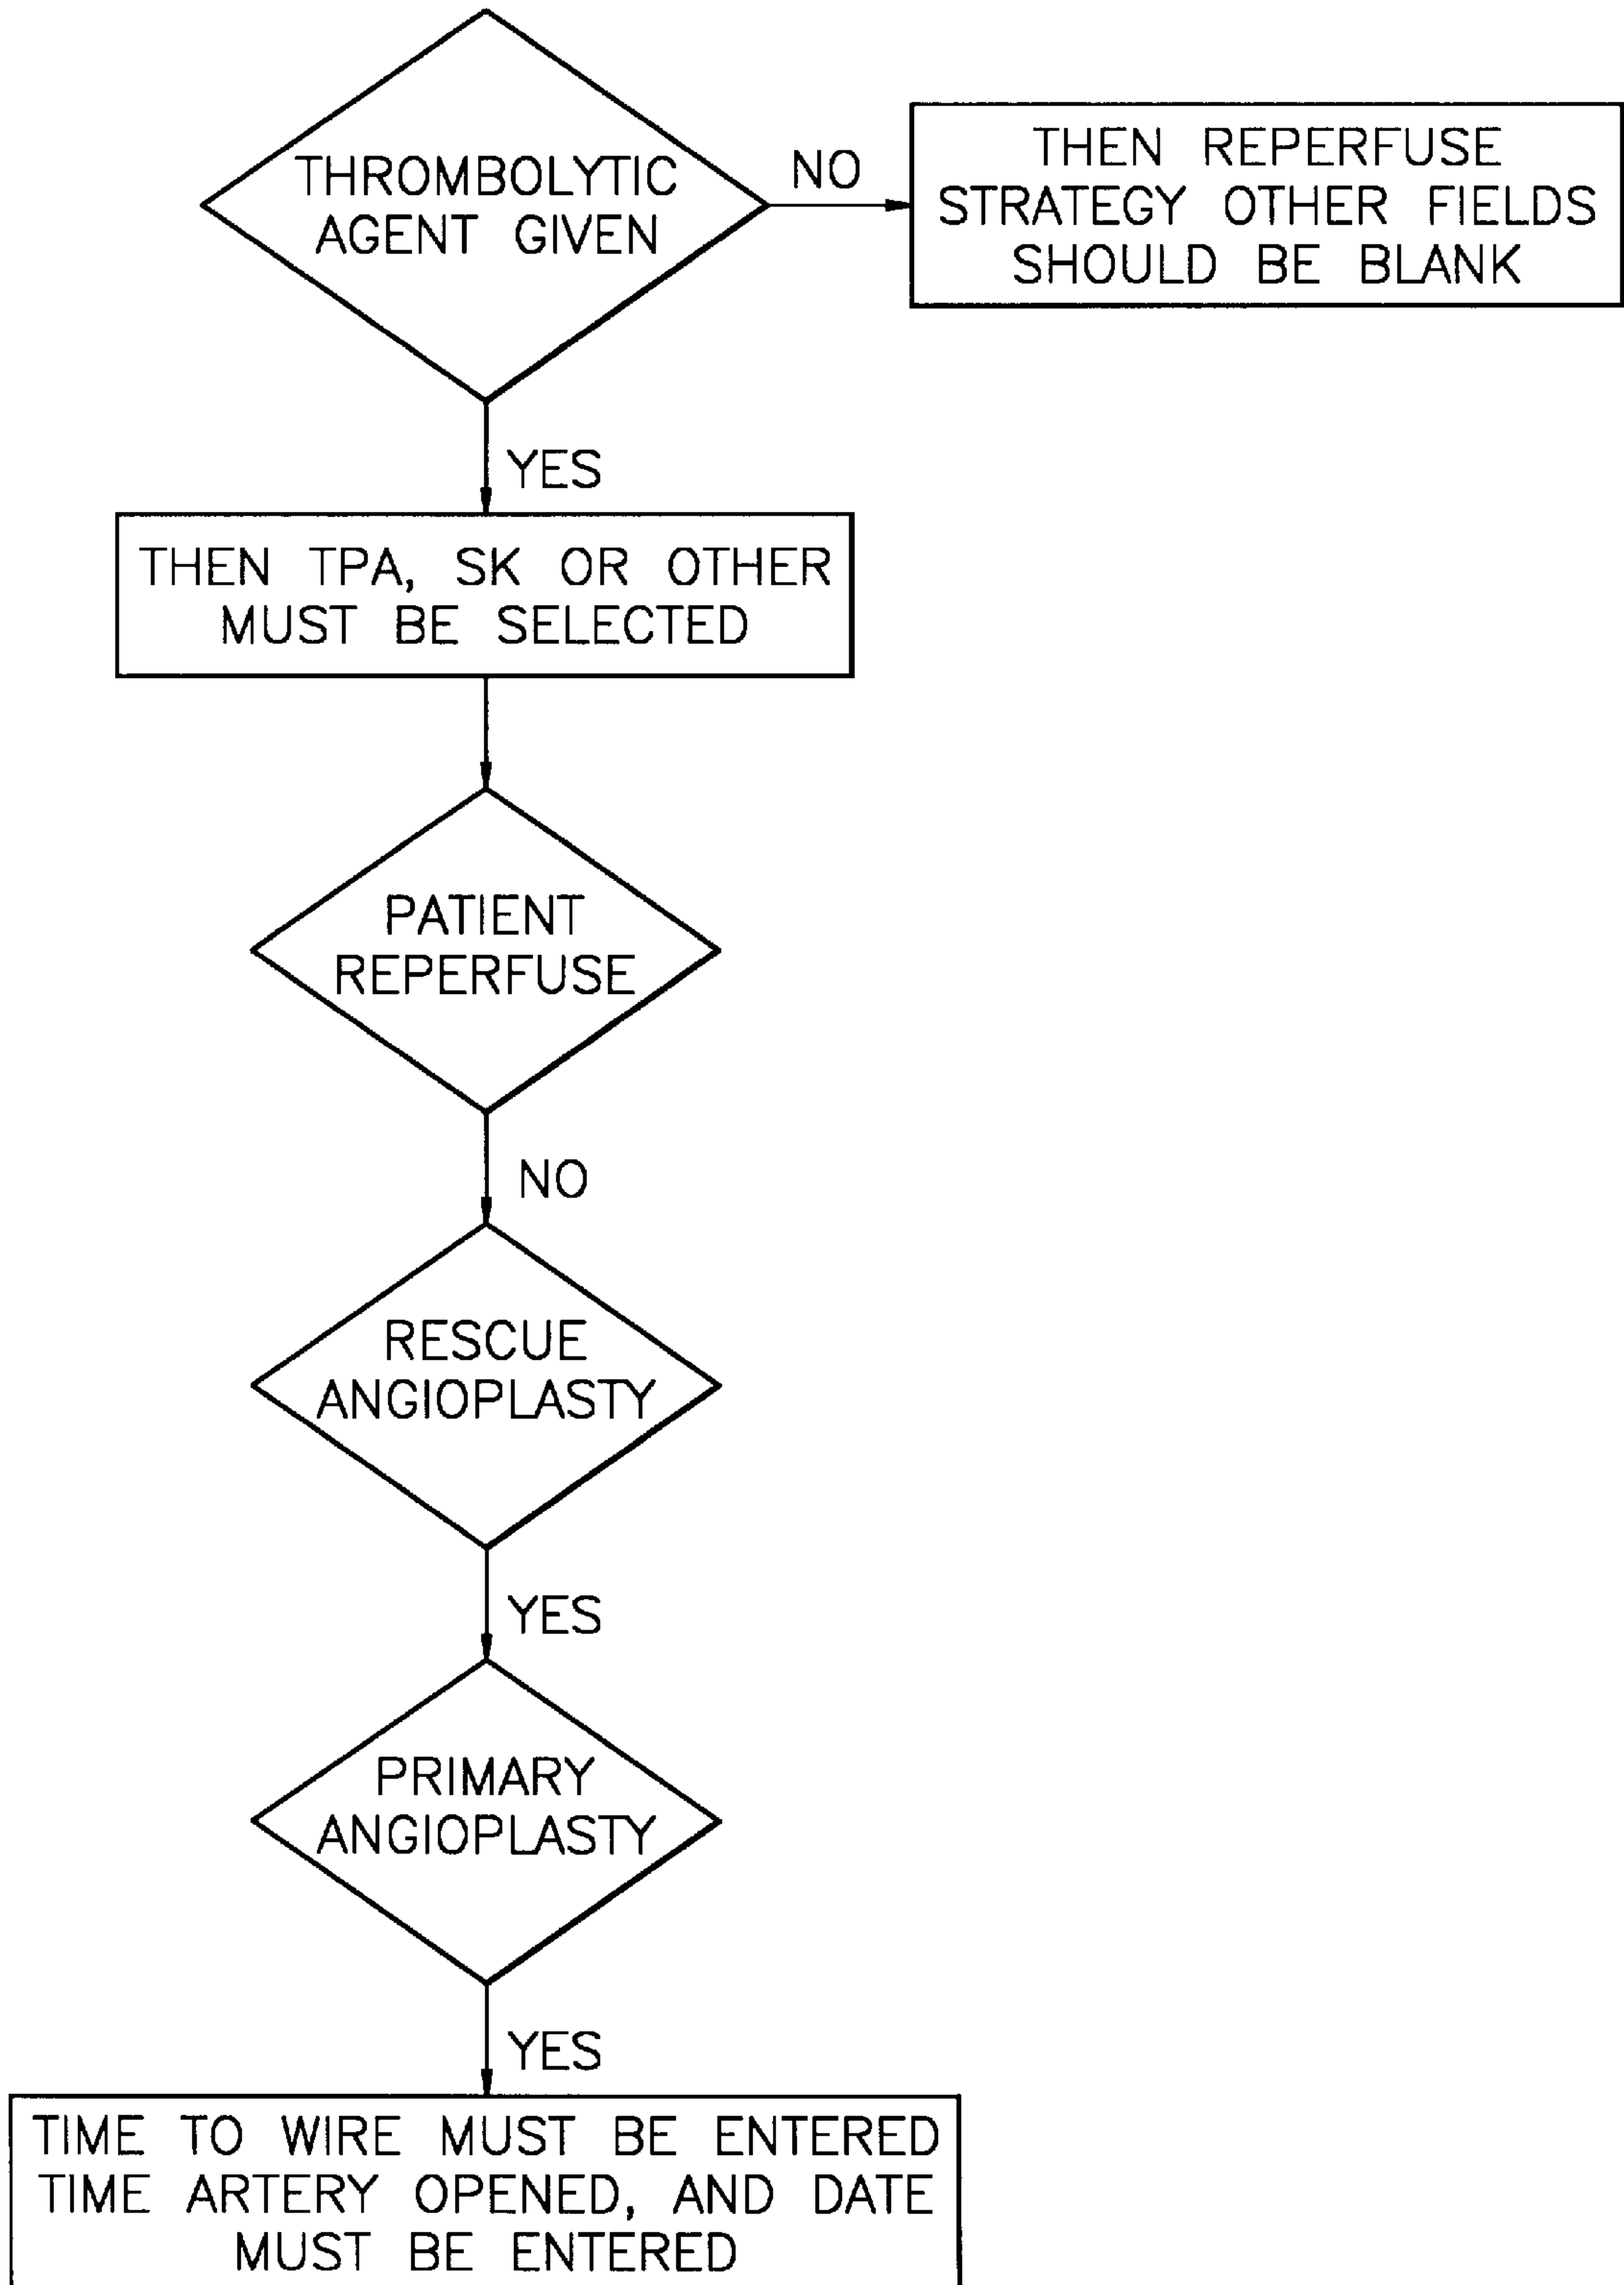 THROMBOLYTIC
AGENT GIVEN
NO
THEN REPERFUSE
STRATEGY OTHER FIELDS
SHOULD BE BLANK
YES
THEN TPA, SK OR OTHER
MUST BE SELECTED
PATIENT
REPERFUSE
NO
RESCUE
ANGIOPLASTY
YES
PRIMARY
ANGIOPLASTY
YES
TIME TO WIRE MUST BE ENTERED
TIME ARTERY OPENED, AND DATE
MUST BE ENTERED